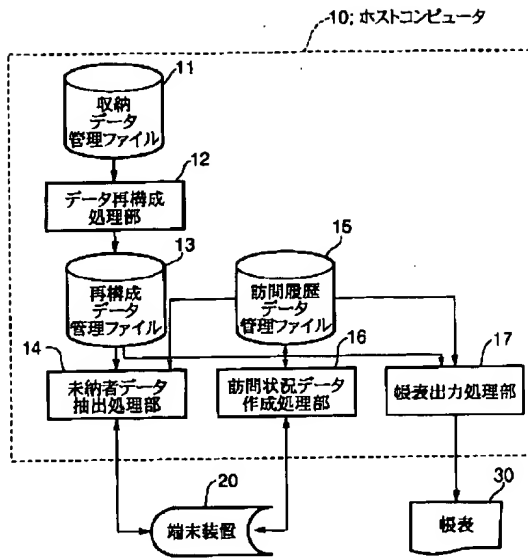 10; ホストコンピュータ
11
収納
データ
管理ファイル
12
データ再構成
処理部
13
再構成
データ
管理ファイル
15
訪問履歴
データ
管理ファイル
14
未納者データ
抽出処理部
16
訪問状況データ
作成処理部
17
帳表出力処理部
20
端末装置
30
帳表